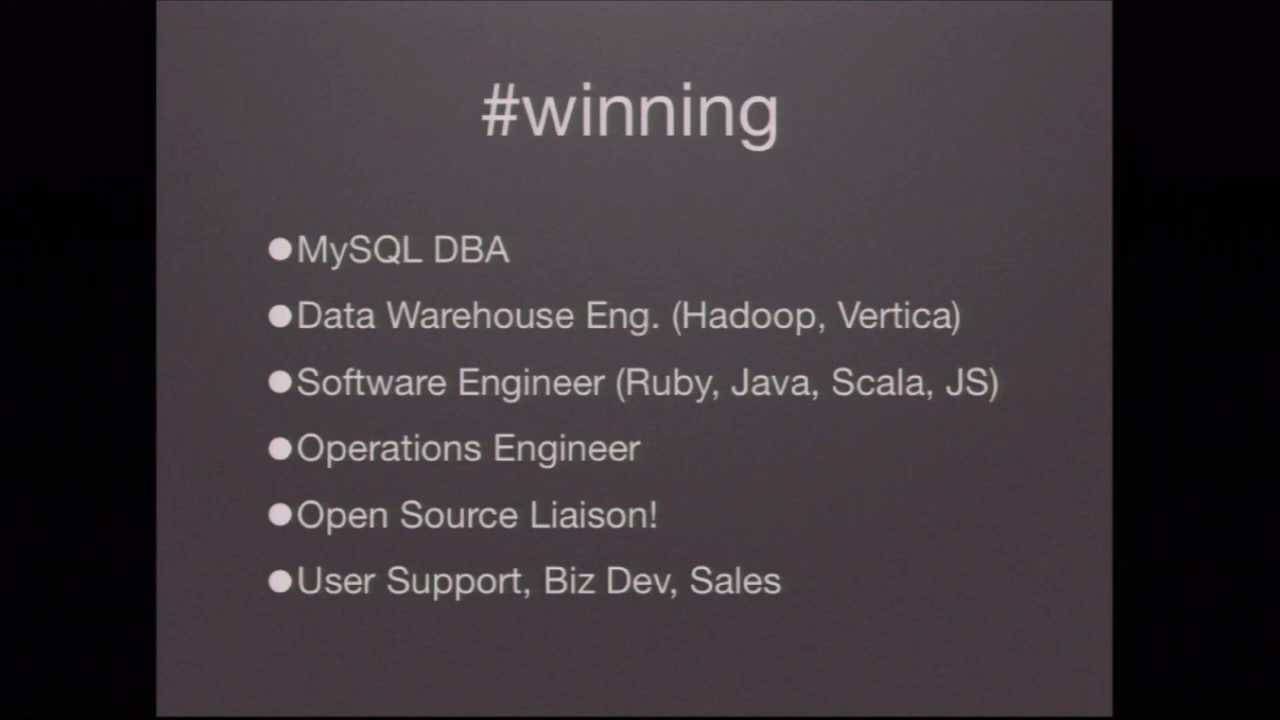 #winning
●MySQL DBA
●Data Warehouse Eng. (Hadoop, Vertica)
●Software Engineer (Ruby, Java, Scala, JS)
●Operations Engineer
●Open Source Liaison!
●User Support, Biz Dev, Sales